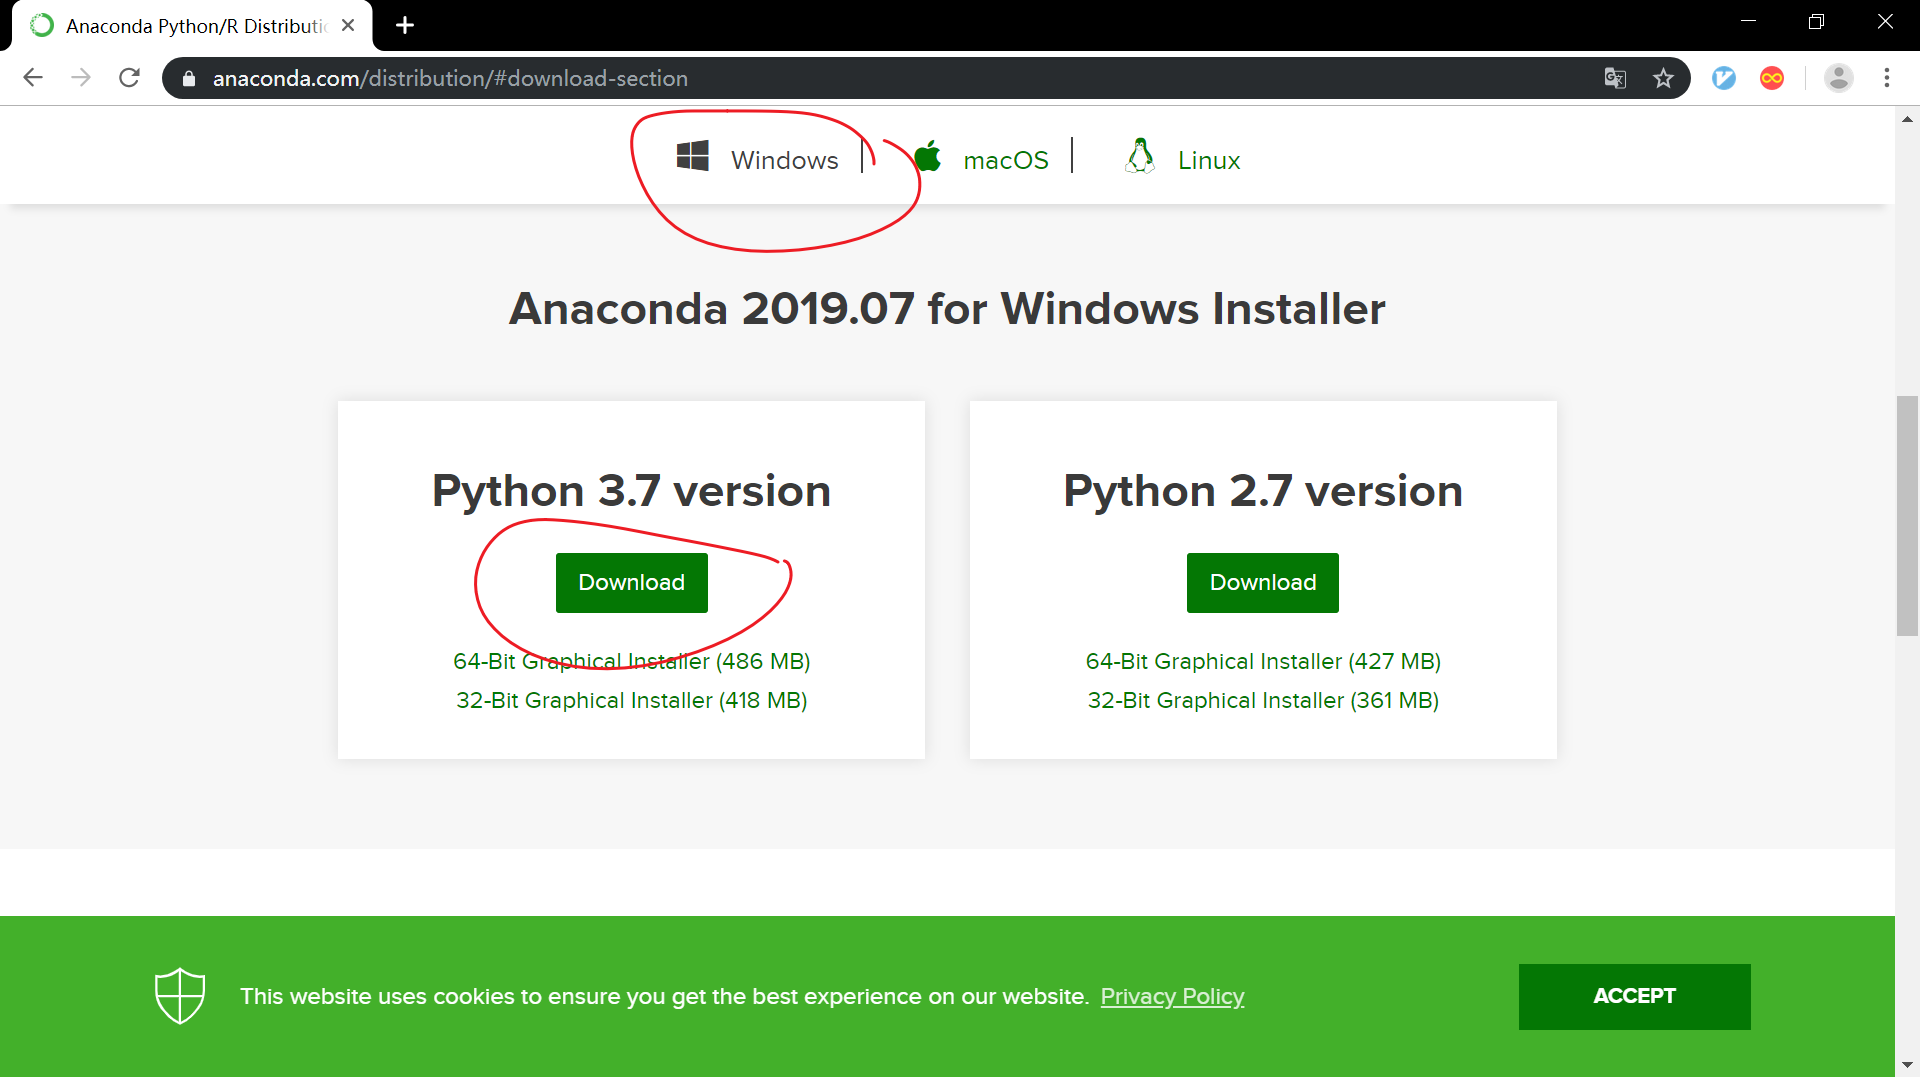 Anaconda Python/R Distributi
anaconda.com/distribution/#download-section
Windows | macOS | Linux
Anaconda 2019.07 for Windows Installer
Python 3.7 version
Download
64-Bit Graphical Installer (486 MB)
32-Bit Graphical Installer (418 MB)
Python 2.7 version
Download
64-Bit Graphical Installer (427 MB)
32-Bit Graphical Installer (361 MB)
This website uses cookies to ensure you get the best experience on our website. Privacy Policy
ACCEPT